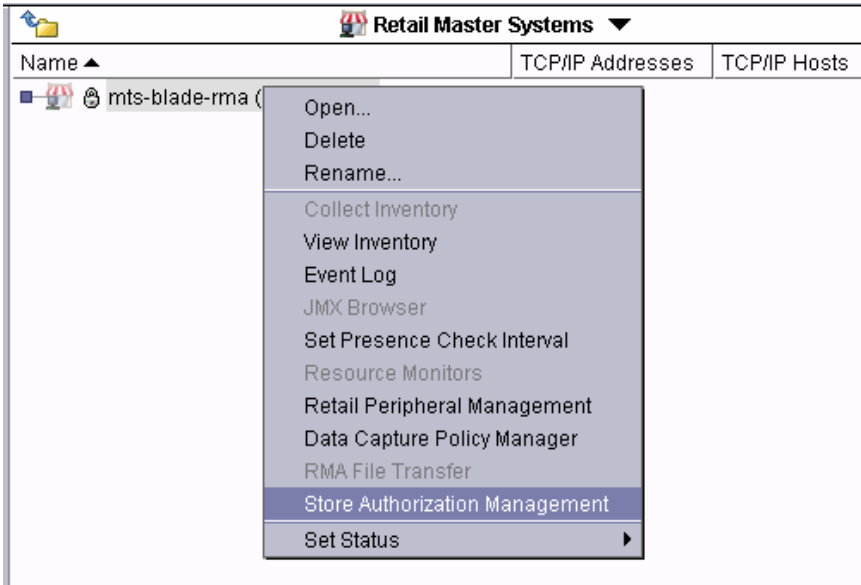 Retail Master Systems
Name TCP/IP Addresses TCP/IP Hosts
mts-blade-rma (
Open...
Delete
Rename...
Collect Inventory
View Inventory
Event Log
JMX Browser
Set Presence Check Interval
Resource Monitors
Retail Peripheral Management
Data Capture Policy Manager
RMA File Transfer
Store Authorization Management
Set Status